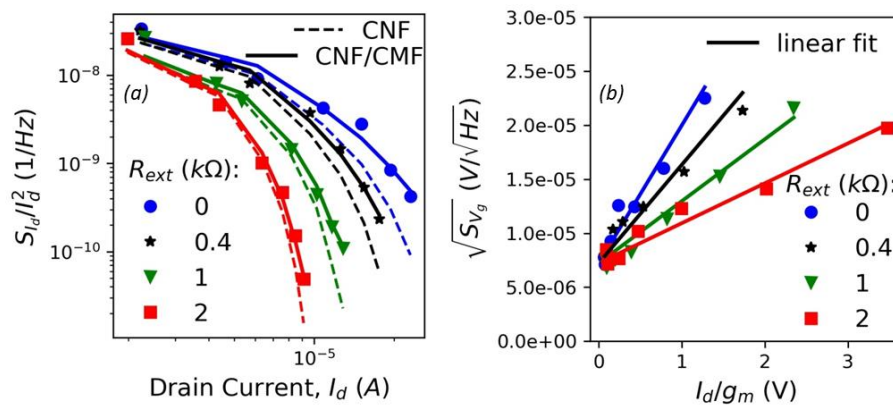 (a)
CNF
CNF/CMF
10⁻⁸
10⁻⁹
10⁻¹⁰
S_{I_d}/I_d² (1/Hz)
R_ext (kΩ):
0
0.4
1
2
10⁻⁵
Drain Current, I_d (A)
(b)
linear fit
3.0e-05
2.5e-05
2.0e-05
1.5e-05
1.0e-05
5.0e-06
0.0e+00
√S_{V_g} (V/√Hz)
R_ext (kΩ):
0
0.4
1
2
0 1 2 3
I_d/g_m (V)